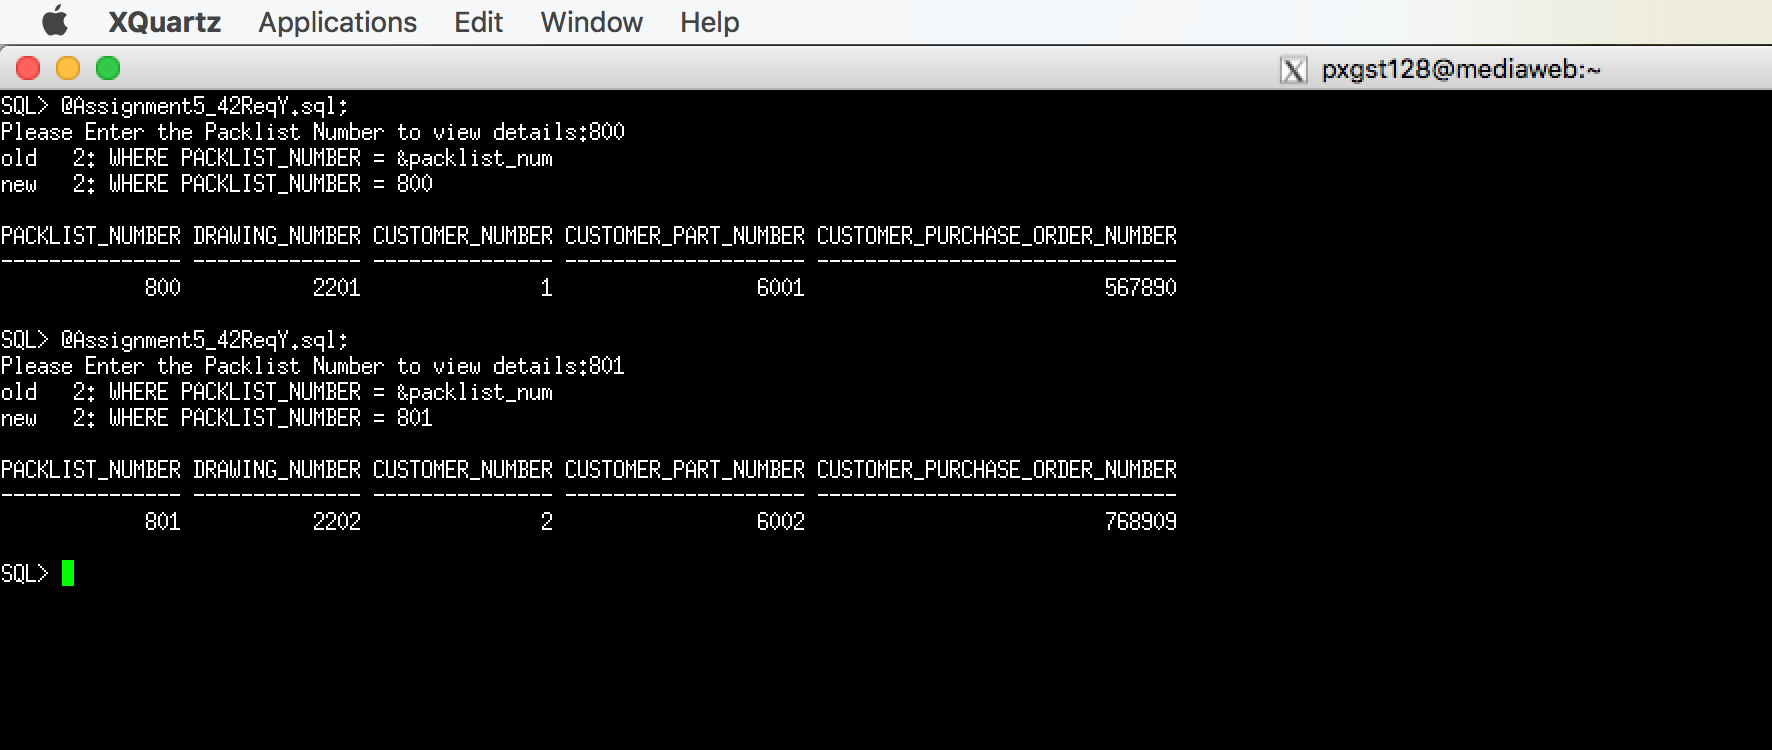 XQuartz Applications Edit Window Help
pxgst128@mediaweb:~
SQL> @Assignment5_42ReqY.sql;
Please Enter the Packlist Number to view details:800
old   2: WHERE PACKLIST_NUMBER = &packlist_num
new   2: WHERE PACKLIST_NUMBER = 800
PACKLIST_NUMBER DRAWING_NUMBER CUSTOMER_NUMBER CUSTOMER_PART_NUMBER CUSTOMER_PURCHASE_ORDER_NUMBER
--------------- -------------- --------------- -------------------- ------------------------------
            800           2201               1                 6001                         567890
SQL> @Assignment5_42ReqY.sql;
Please Enter the Packlist Number to view details:801
old   2: WHERE PACKLIST_NUMBER = &packlist_num
new   2: WHERE PACKLIST_NUMBER = 801
PACKLIST_NUMBER DRAWING_NUMBER CUSTOMER_NUMBER CUSTOMER_PART_NUMBER CUSTOMER_PURCHASE_ORDER_NUMBER
--------------- -------------- --------------- -------------------- ------------------------------
            801           2202               2                 6002                         768909
SQL>